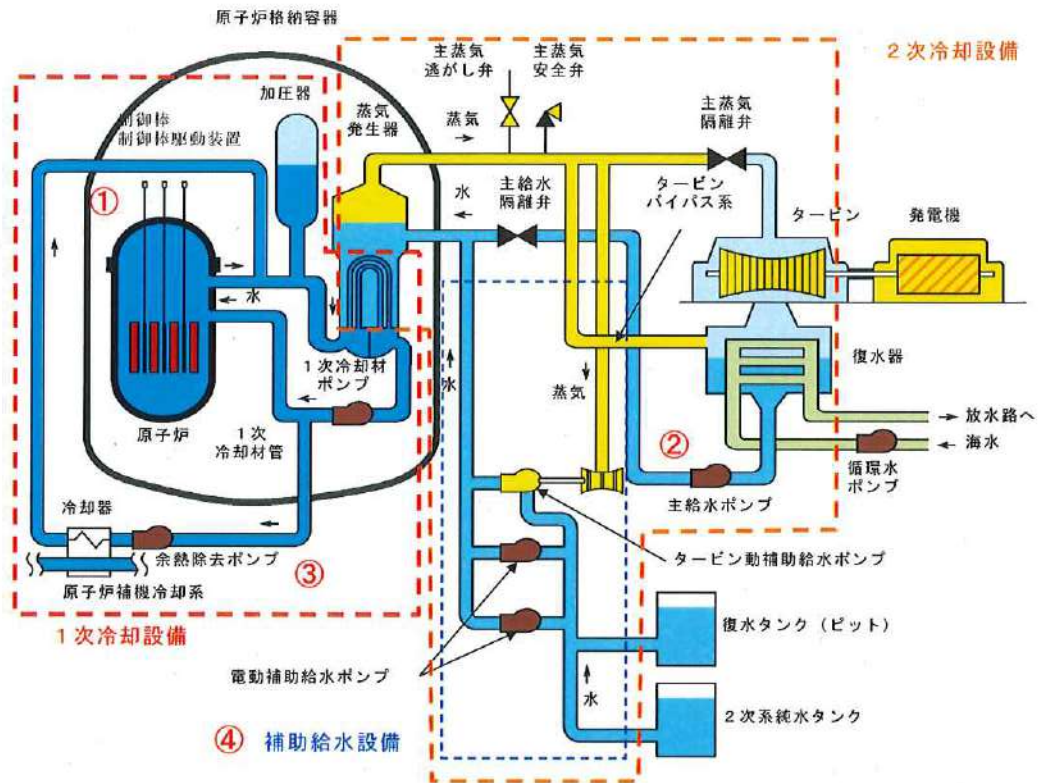 原子炉格納容器
2次冷却設備
主蒸気
逃がし弁
主蒸気
安全弁
加圧器
蒸気
発生器
蒸気
主蒸気
隔離弁
制御棒
制御棒駆動装置
①
水
主給水
隔離弁
タービン
バイパス系
タービン
発電機
水
1次冷却材
ポンプ
水
蒸気
復水器
原子炉
1次
冷却材管
②
放水路へ
海水
循環水
ポンプ
主給水ポンプ
冷却器
余熱除去ポンプ
③
タービン動補助給水ポンプ
原子炉補機冷却系
1次冷却設備
復水タンク(ピット)
電動補助給水ポンプ
水
2次系純水タンク
④ 補助給水設備